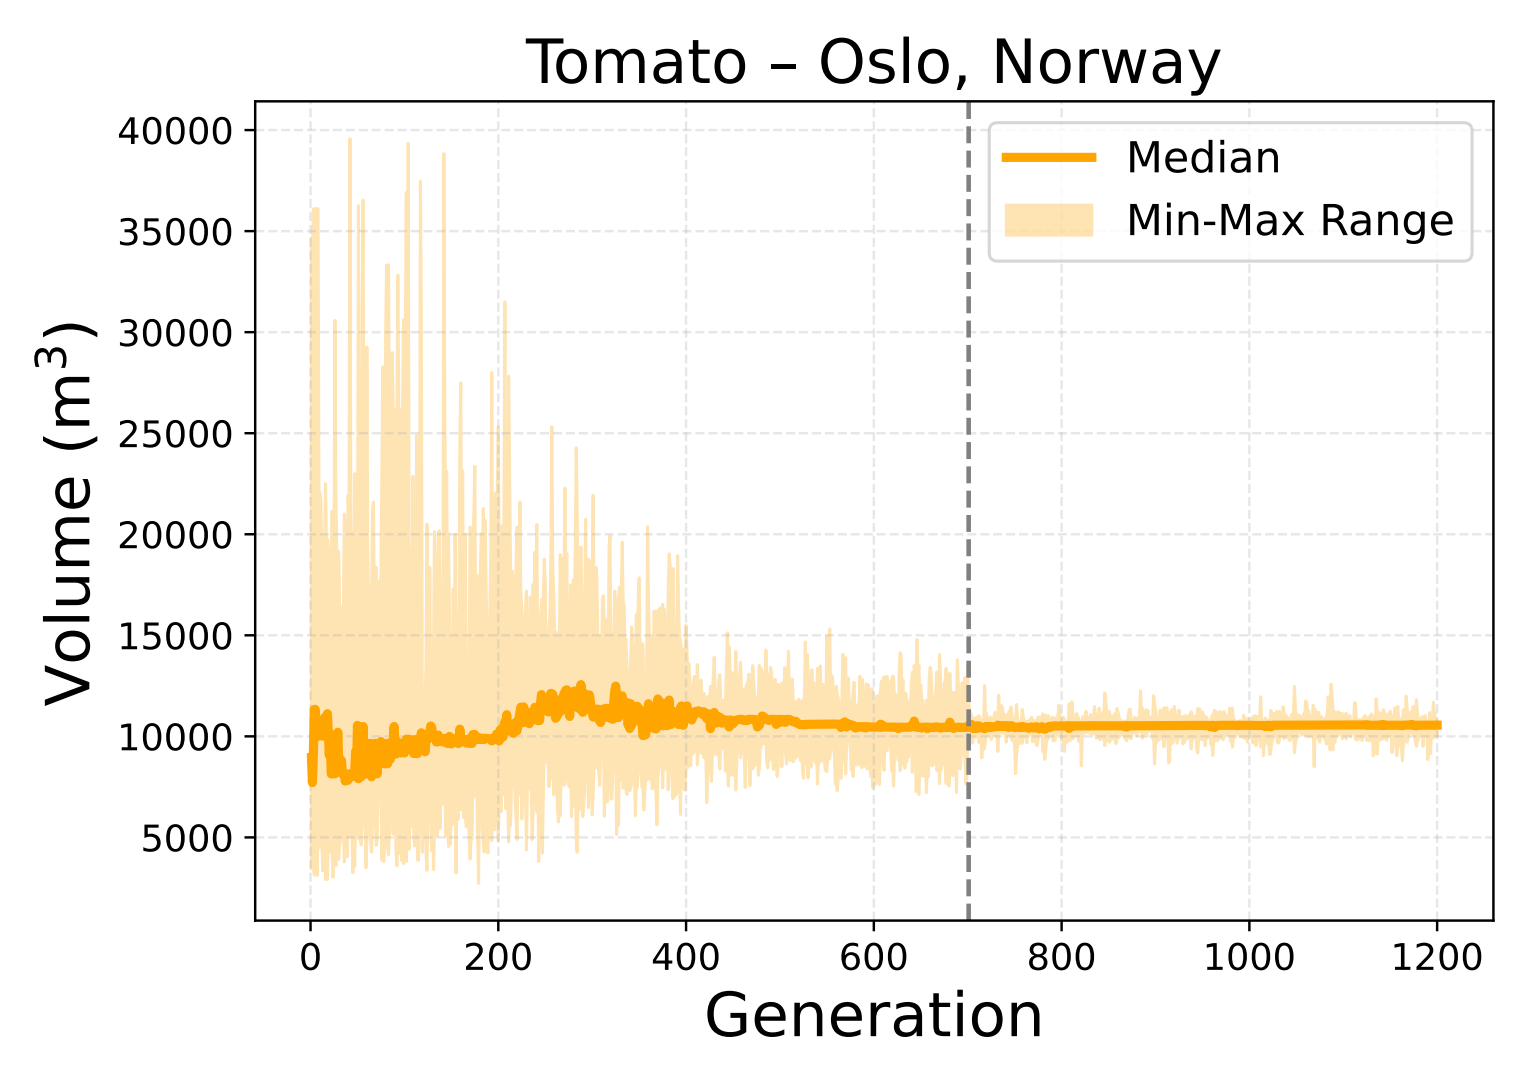 Tomato – Oslo, Norway
Volume (m³)
40000
35000
30000
25000
20000
15000
10000
5000
Median
Min-Max Range
0 200 400 600 800 1000 1200
Generation